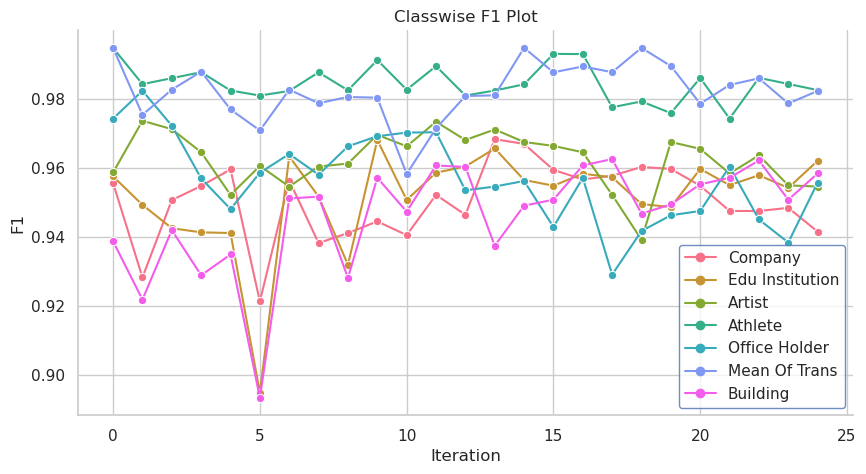 Classwise F1 Plot
F1
0.98
0.96
0.94
0.92
0.90
0 5 10 15 20 25
Iteration
Company
Edu Institution
Artist
Athlete
Office Holder
Mean Of Trans
Building